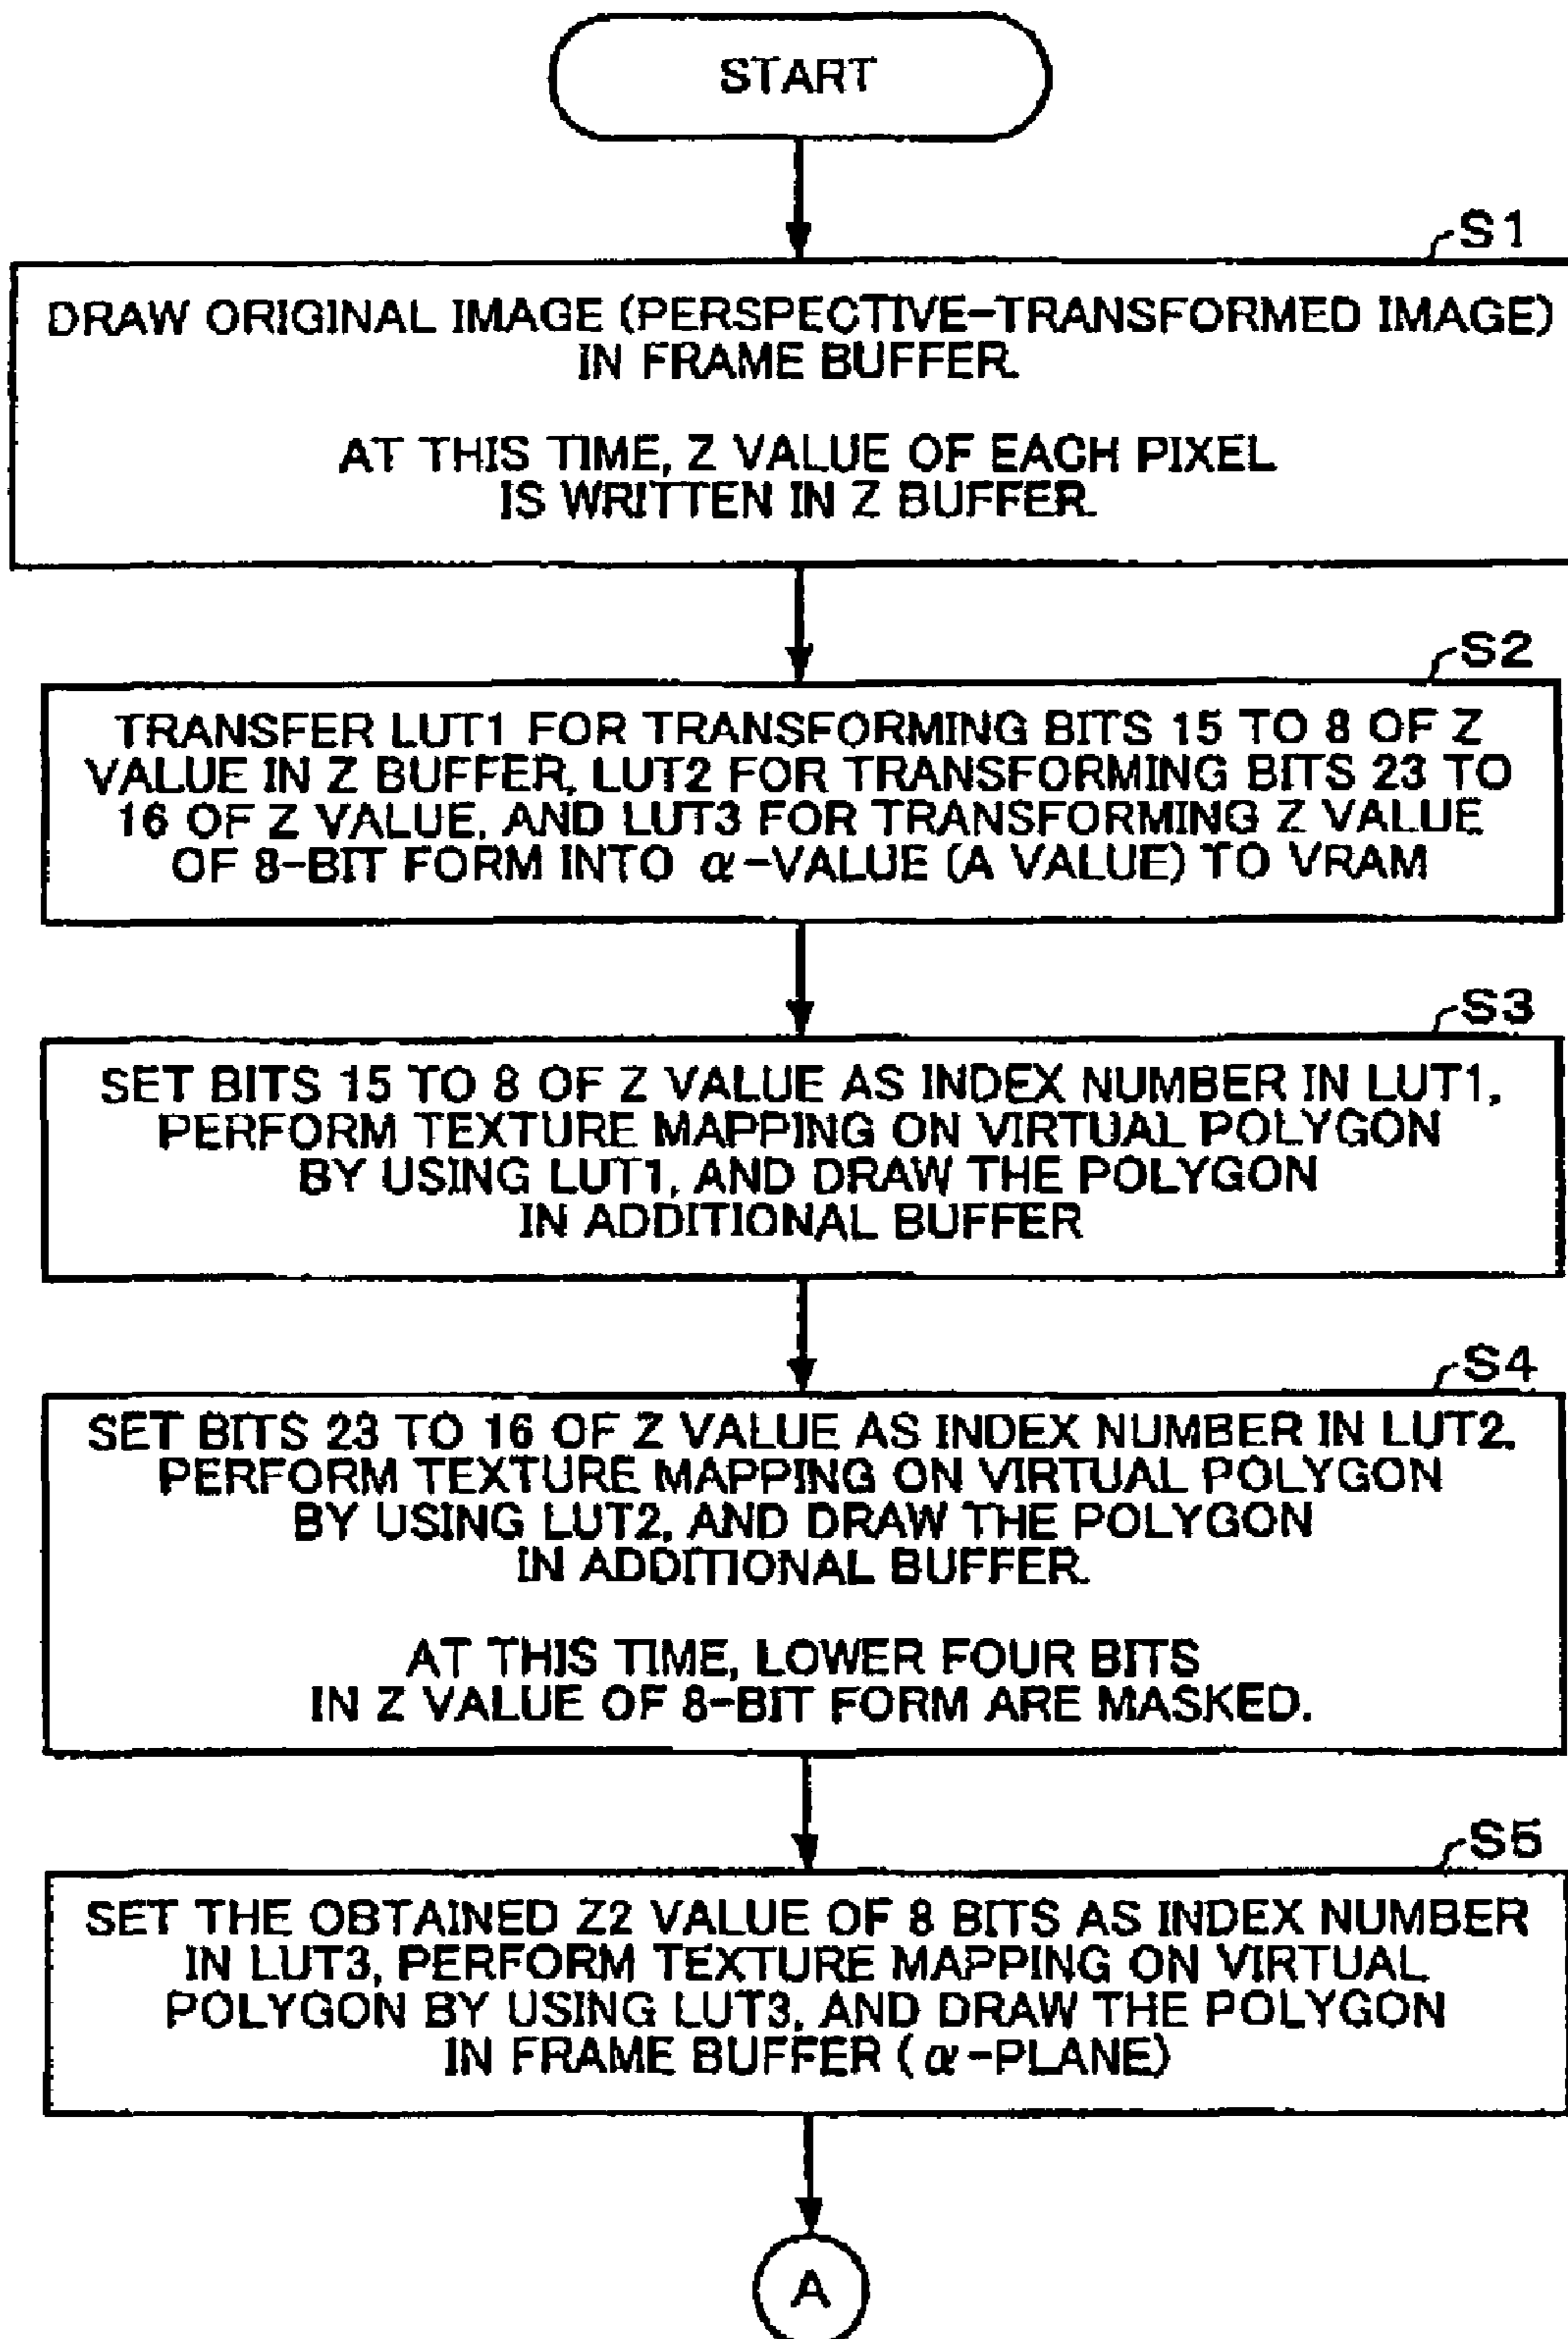 START
S1
DRAW ORIGINAL IMAGE (PERSPECTIVE-TRANSFORMED IMAGE)
IN FRAME BUFFER.
AT THIS TIME, Z VALUE OF EACH PIXEL
IS WRITTEN IN Z BUFFER.
S2
TRANSFER LUT1 FOR TRANSFORMING BITS 15 TO 8 OF Z
VALUE IN Z BUFFER, LUT2 FOR TRANSFORMING BITS 23 TO
16 OF Z VALUE, AND LUT3 FOR TRANSFORMING Z VALUE
OF 8-BIT FORM INTO α-VALUE (A VALUE) TO VRAM
S3
SET BITS 15 TO 8 OF Z VALUE AS INDEX NUMBER IN LUT1,
PERFORM TEXTURE MAPPING ON VIRTUAL POLYGON
BY USING LUT1, AND DRAW THE POLYGON
IN ADDITIONAL BUFFER
S4
SET BITS 23 TO 16 OF Z VALUE AS INDEX NUMBER IN LUT2,
PERFORM TEXTURE MAPPING ON VIRTUAL POLYGON
BY USING LUT2, AND DRAW THE POLYGON
IN ADDITIONAL BUFFER.
AT THIS TIME, LOWER FOUR BITS
IN Z VALUE OF 8-BIT FORM ARE MASKED.
S5
SET THE OBTAINED Z2 VALUE OF 8 BITS AS INDEX NUMBER
IN LUT3, PERFORM TEXTURE MAPPING ON VIRTUAL
POLYGON BY USING LUT3, AND DRAW THE POLYGON
IN FRAME BUFFER (α-PLANE)
A